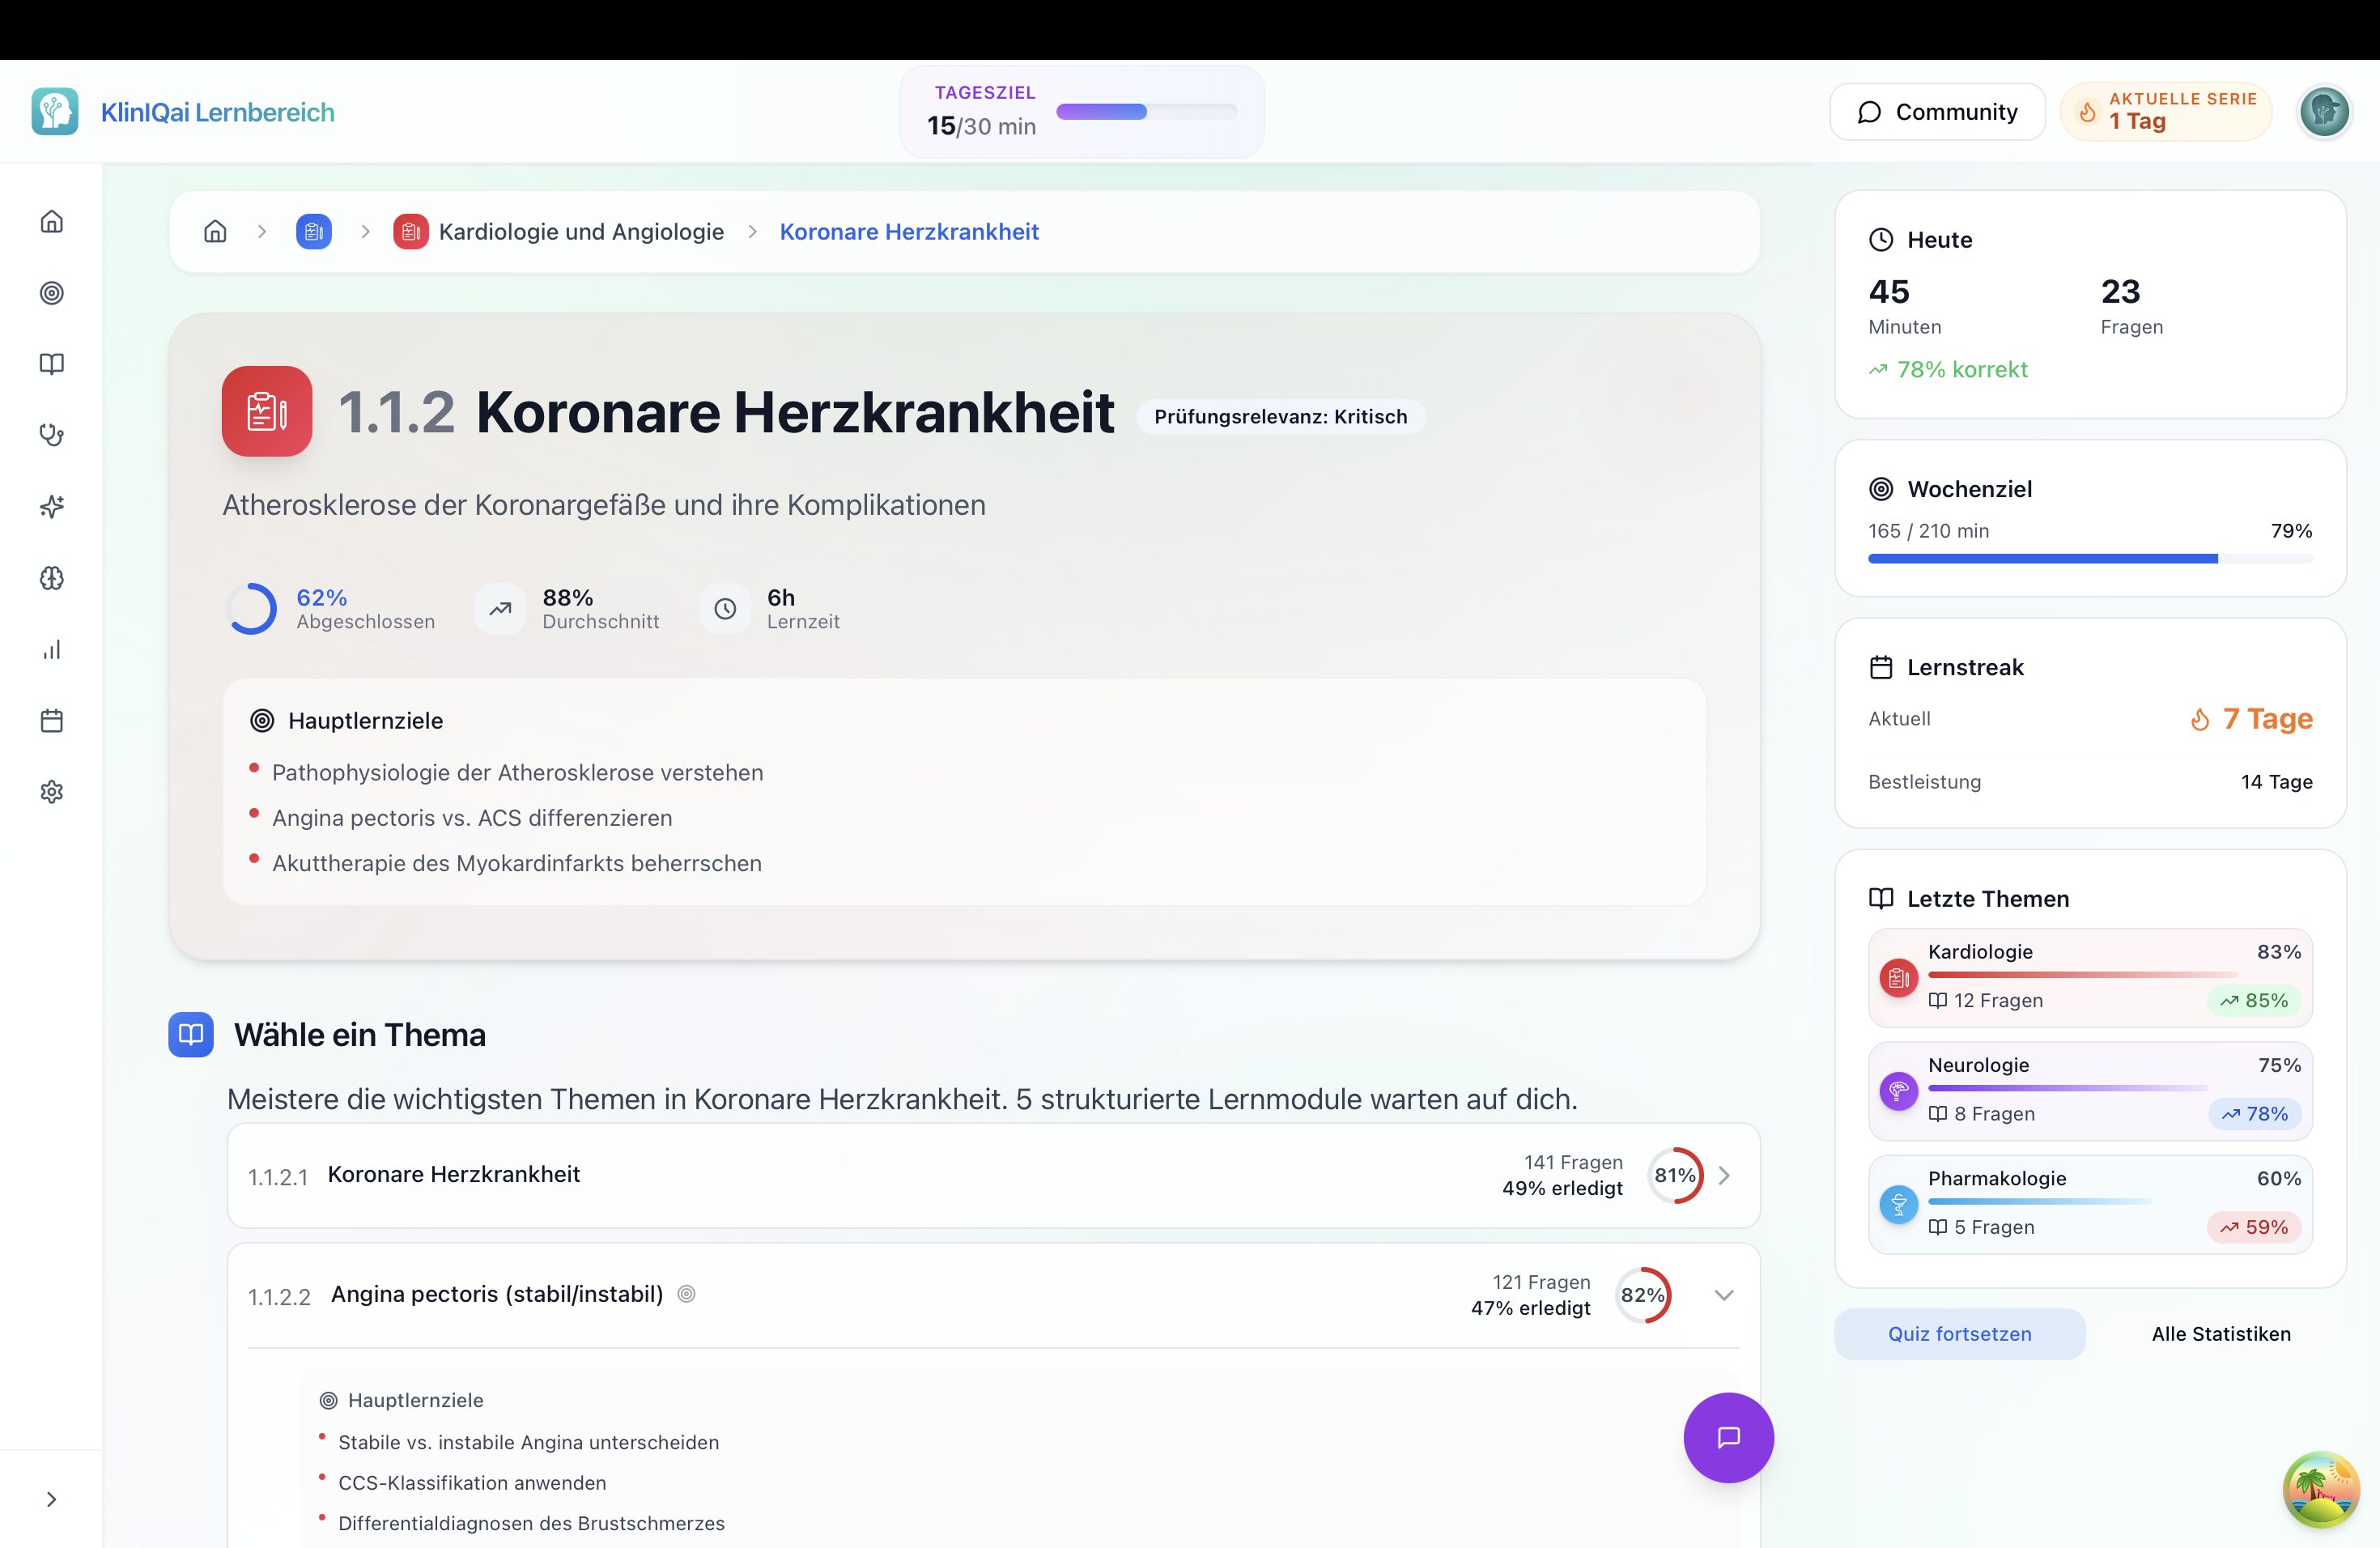 KlinIQai Lernbereich
TAGESZIEL
15/30 min
Community
AKTUELLE SERIE
1 Tag
Kardiologie und Angiologie
Koronare Herzkrankheit
1.1.2 Koronare Herzkrankheit
Prüfungsrelevanz: Kritisch
Atherosklerose der Koronargefäße und ihre Komplikationen
62%
Abgeschlossen
88%
Durchschnitt
6h
Lernzeit
Hauptlernziele
Pathophysiologie der Atherosklerose verstehen
Angina pectoris vs. ACS differenzieren
Akuttherapie des Myokardinfarkts beherrschen
Wähle ein Thema
Meistere die wichtigsten Themen in Koronare Herzkrankheit. 5 strukturierte Lernmodule warten auf dich.
1.1.2.1 Koronare Herzkrankheit
141 Fragen
49% erledigt
81%
1.1.2.2 Angina pectoris (stabil/instabil)
121 Fragen
47% erledigt
82%
Hauptlernziele
Stabile vs. instabile Angina unterscheiden
CCS-Klassifikation anwenden
Differentialdiagnosen des Brustschmerzes
Heute
45
Minuten
23
Fragen
78% korrekt
Wochenziel
165 / 210 min
79%
Lernstreak
Aktuell
7 Tage
Bestleistung
14 Tage
Letzte Themen
Kardiologie
83%
12 Fragen
85%
Neurologie
75%
8 Fragen
78%
Pharmakologie
60%
5 Fragen
59%
Quiz fortsetzen
Alle Statistiken